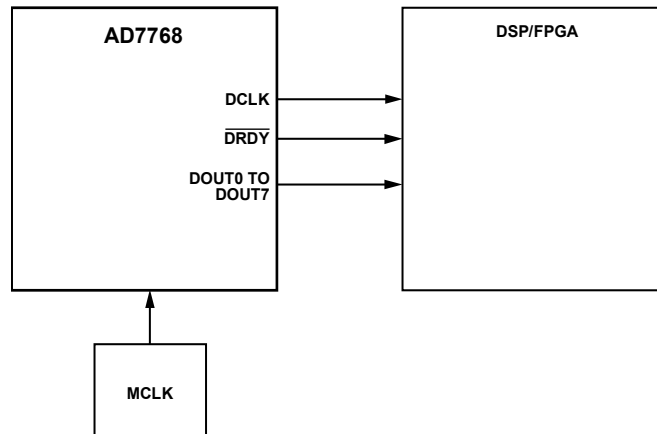 AD7768
DSP/FPGA
DCLK
DRDY
DOUT0 TO
DOUT7
MCLK